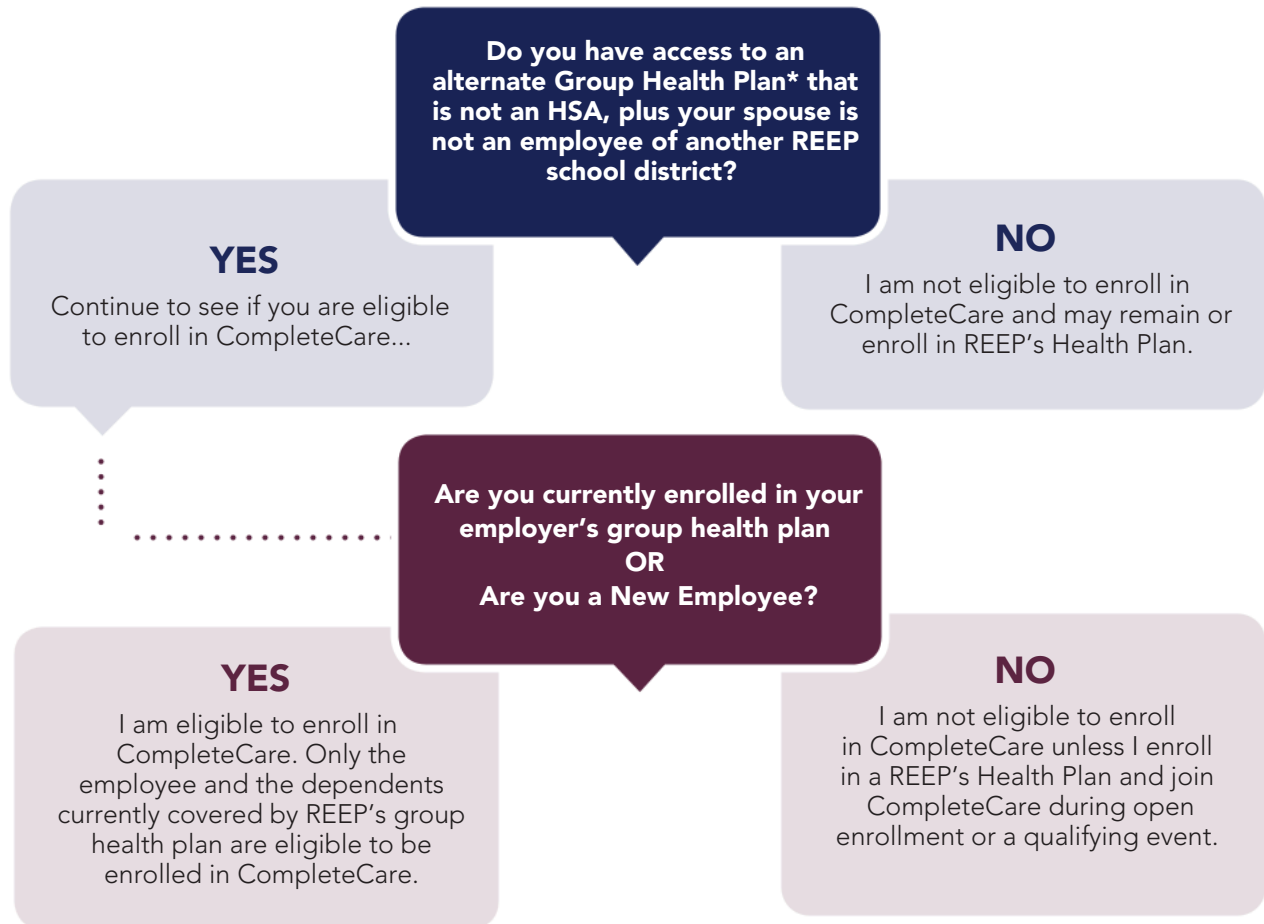 Do you have access to an
alternate Group Health Plan* that
is not an HSA, plus your spouse is
not an employee of another REEP
school district?
YES
Continue to see if you are eligible
to enroll in CompleteCare...
NO
I am not eligible to enroll in
CompleteCare and may remain or
enroll in REEP’s Health Plan.
Are you currently enrolled in your
employer’s group health plan
OR
Are you a New Employee?
YES
I am eligible to enroll in
CompleteCare. Only the
employee and the dependents
currently covered by REEP’s group
health plan are eligible to be
enrolled in CompleteCare.
NO
I am not eligible to enroll
in CompleteCare unless I enroll
in a REEP’s Health Plan and join
CompleteCare during open
enrollment or a qualifying event.